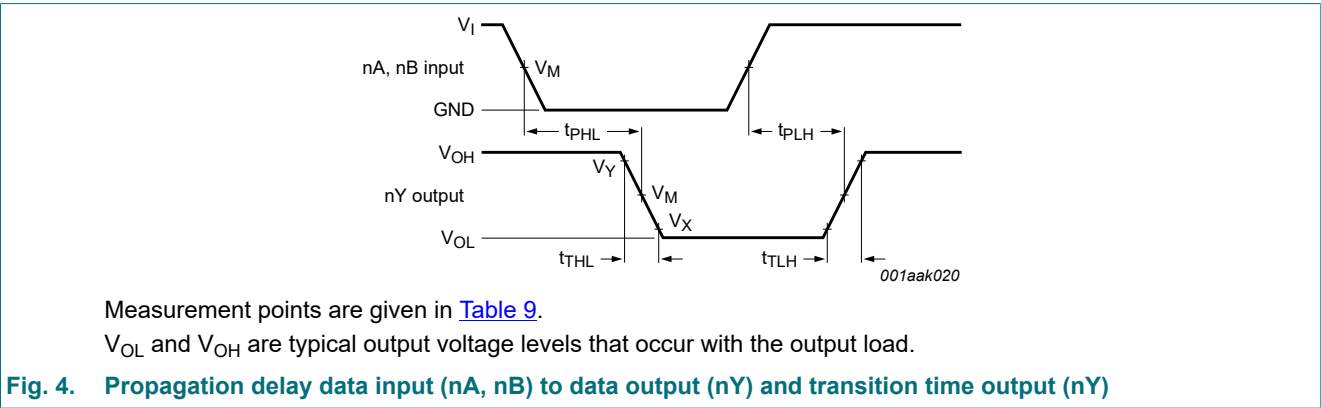 VI
nA, nB input
VM
GND
tPHL
tPLH
VOH
VY
nY output
VM
VX
VOL
tTHL
tTLH
001aak020
Measurement points are given in Table 9.
VOL and VOH are typical output voltage levels that occur with the output load.
Fig. 4. Propagation delay data input (nA, nB) to data output (nY) and transition time output (nY)